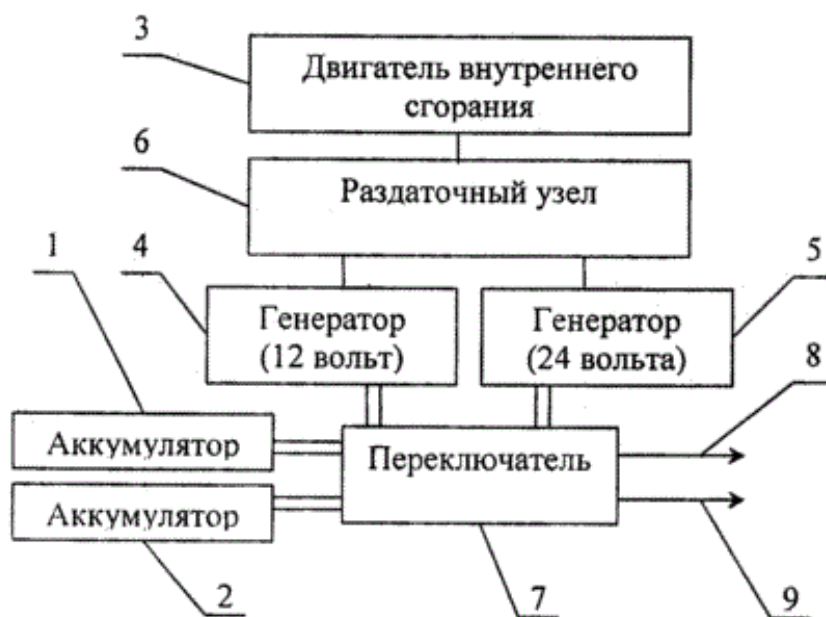 3
Двигатель внутреннего
сгорания
6
Раздаточный узел
1
4
5
Генератор
(12 вольт)
Генератор
(24 вольта)
8
Аккумулятор
Переключатель
Аккумулятор
2
7
9